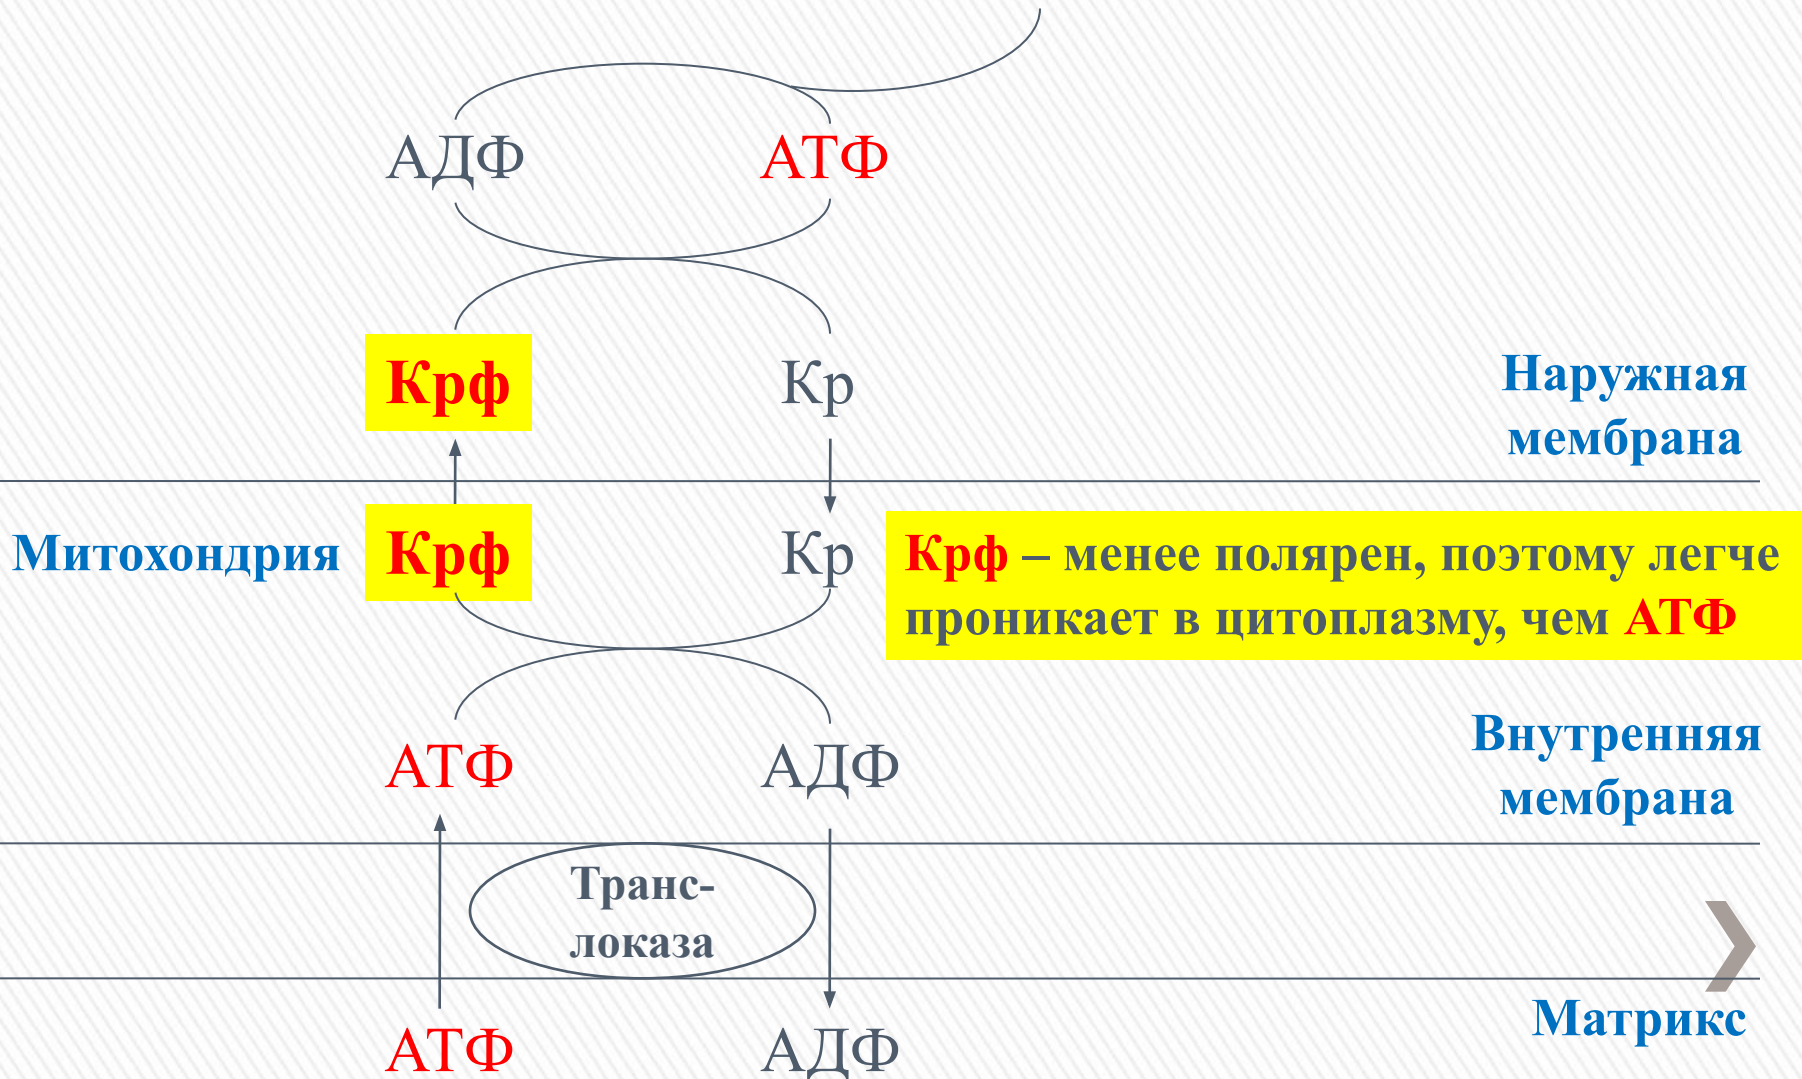 АДФ АТФ
Крф Кр
Наружная
мембрана
Митохондрия Крф Кр
Крф – менее полярен, поэтому легче
проникает в цитоплазму, чем АТФ
АТФ АДФ
Внутренняя
мембрана
Транс-
локаза
Матрикс
АТФ АДФ